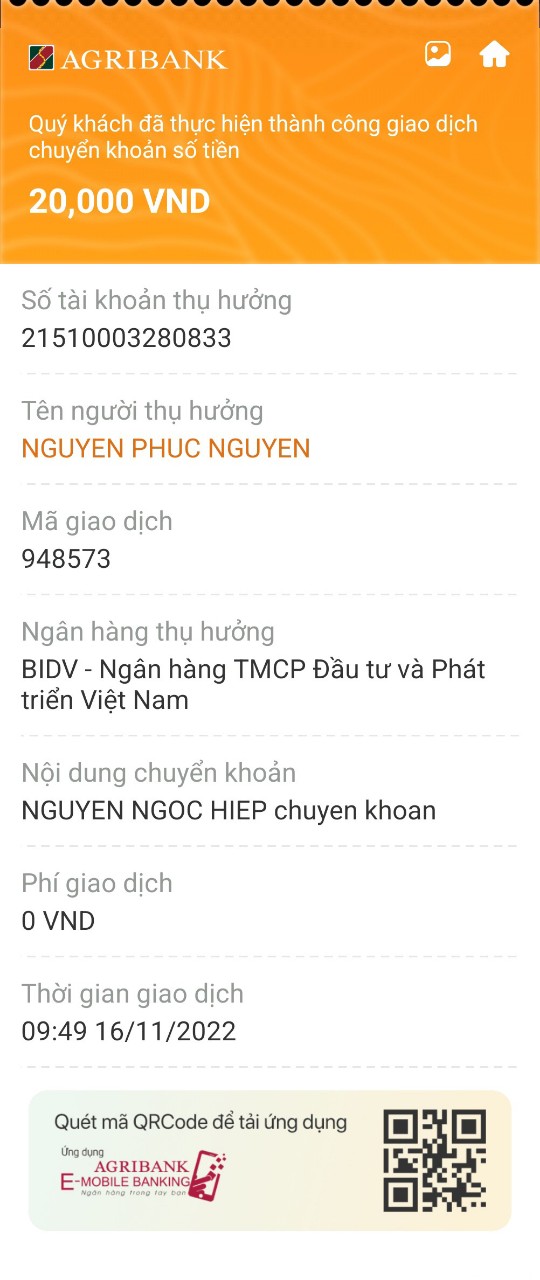 AGRIBANK
Quý khách đã thực hiện thành công giao dịch
chuyển khoản số tiền
20,000 VND
Số tài khoản thụ hưởng
21510003280833
Tên người thụ hưởng
NGUYEN PHUC NGUYEN
Mã giao dịch
948573
Ngân hàng thụ hưởng
BIDV - Ngân hàng TMCP Đầu tư và Phát
triển Việt Nam
Nội dung chuyển khoản
NGUYEN NGOC HIEP chuyen khoan
Phí giao dịch
0 VND
Thời gian giao dịch
09:49 16/11/2022
Quét mã QRCode để tải ứng dụng
Ứng dụng
AGRIBANK
E-MOBILE BANKING
Ngân hàng trong tay bạn